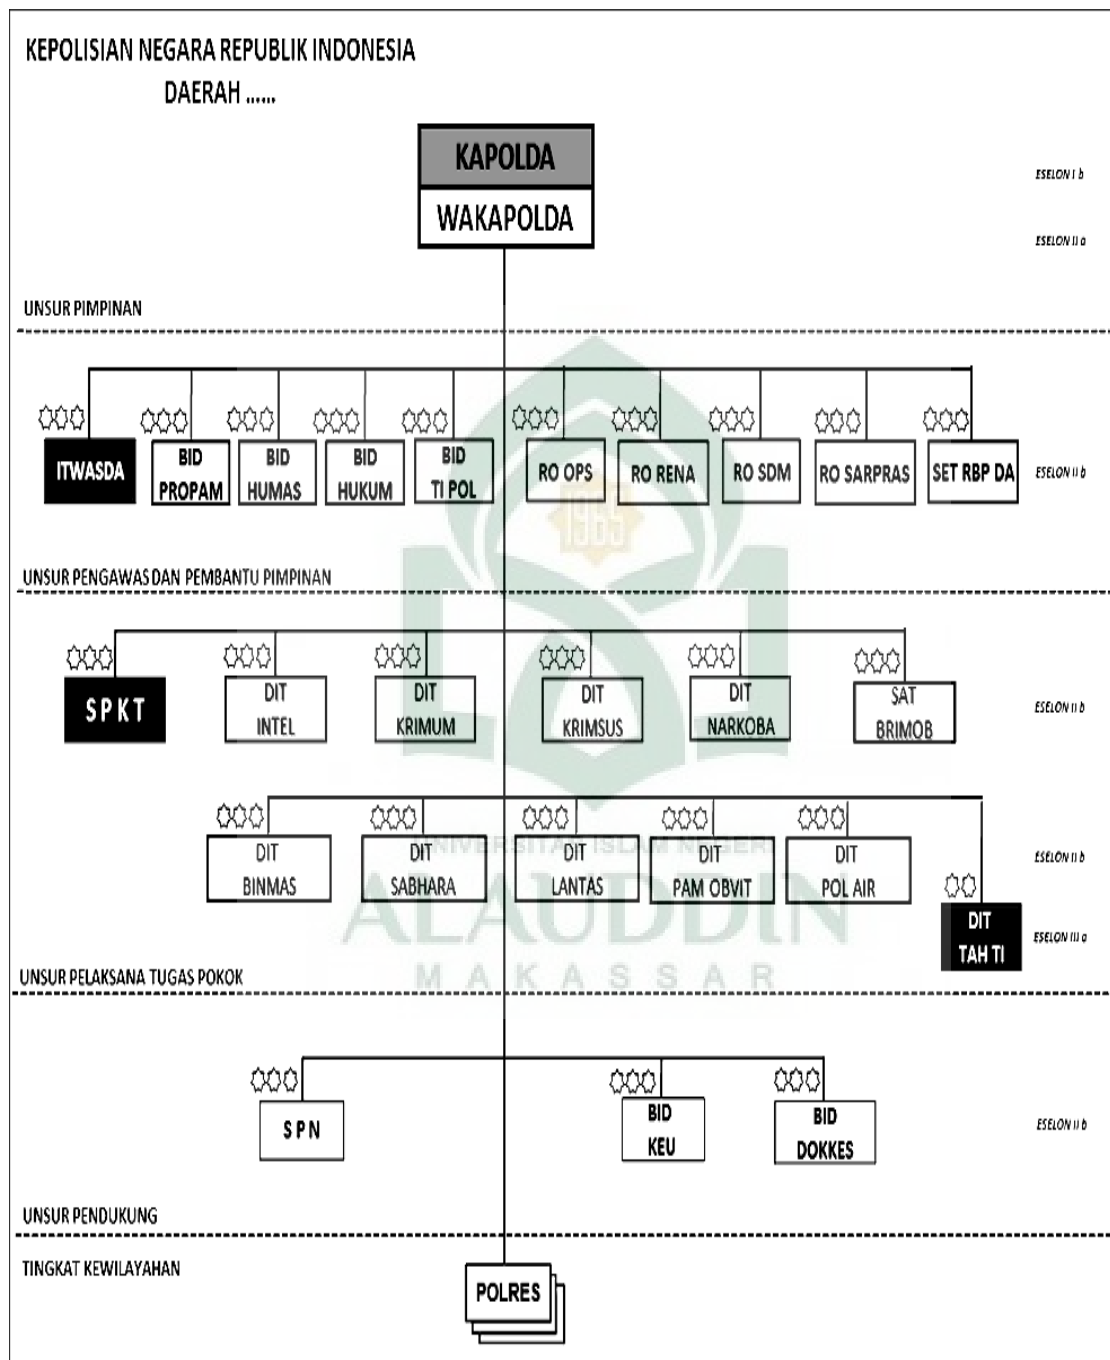 KEPOLISIAN NEGARA REPUBLIK INDONESIA
DAERAH ......
KAPOLDA
ESELON I b
WAKAPOLDA
ESELON II a
UNSUR PIMPINAN
ITWASDA
BID
PROPAM
BID
HUMAS
BID
HUKUM
BID
TI POL
RO OPS
RO RENA
RO SDM
RO SARPRAS
SET RBP DA
ESELON II b
1965
UNSUR PENGAWAS DAN PEMBANTU PIMPINAN
SPKT
DIT
INTEL
DIT
KRIMUM
DIT
KRIMSUS
DIT
NARKOBA
SAT
BRIMOB
ESELON II b
DIT
BINMAS
DIT
SABHARA
DIT
LANTAS
DIT
PAM OBVIT
DIT
POL AIR
ESELON II b
UNIVERSITAS ISLAM NEGERI
ALAUDDIN
MAKASSAR
DIT
TAH TI
ESELON III a
UNSUR PELAKSANA TUGAS POKOK
SPN
BID
KEU
BID
DOKKES
ESELON II b
UNSUR PENDUKUNG
TINGKAT KEWILAYAHAN
POLRES